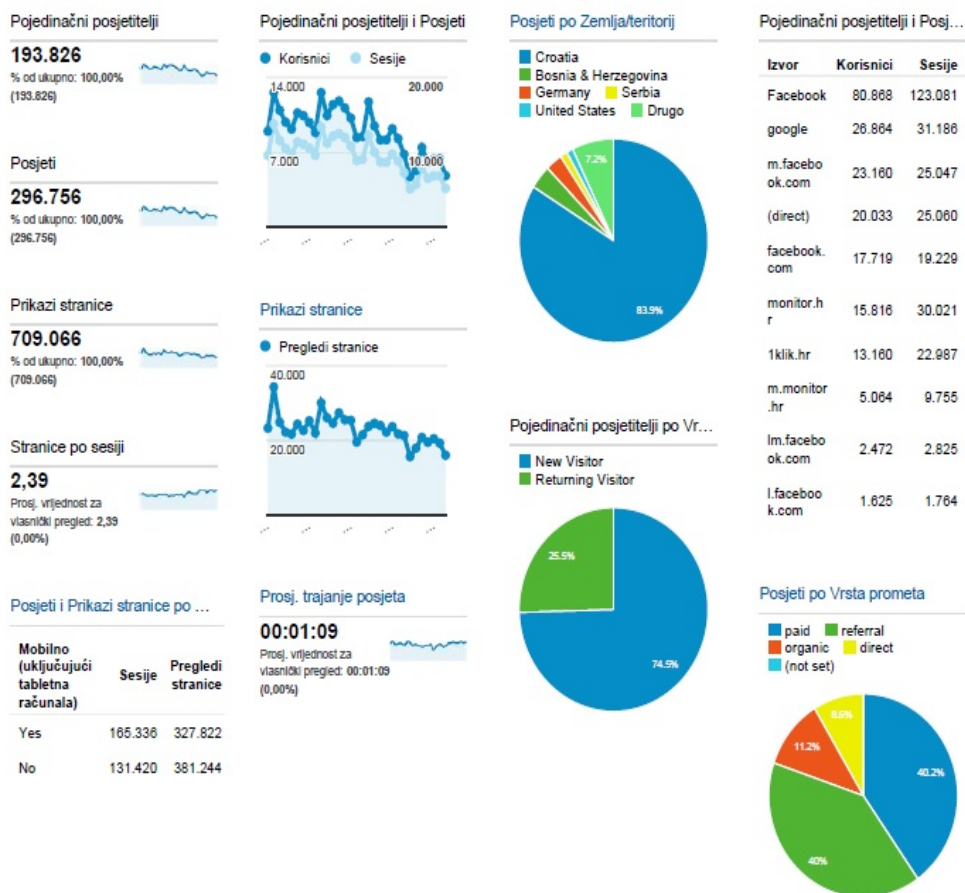 Pojedinačni posjetitelji
193.826
% od ukupno: 100,00%
(193.826)
Posjeti
296.756
% od ukupno: 100,00%
(296.756)
Prikazi stranice
709.066
% od ukupno: 100,00%
(709.066)
Stranice po sesiji
2,39
Prosj. vrijednost za
vlasnički pregled: 2,39
(0,00%)
Posjeti i Prikazi stranice po ...
Mobilno
(uključujući
tabletna
računala)
Sesije
Pregledi
stranice
Yes 165.336 327.822
No 131.420 381.244
Pojedinačni posjetitelji i Posjeti
Korisnici Sesije
14.000 20.000
7.000 10.000
... ... ... ... ...
Prikazi stranice
Pregledi stranice
40.000
20.000
... ... ... ... ...
Prosj. trajanje posjeta
00:01:09
Prosj. vrijednost za
vlasnički pregled: 00:01:09
(0,00%)
Posjeti po Zemlja/teritorij
Croatia
Bosnia & Herzegovina
Germany Serbia
United States Drugo
7.2%
83.9%
Pojedinačni posjetitelji po Vr...
New Visitor
Returning Visitor
25.5%
74.5%
Pojedinačni posjetitelji i Posj...
Izvor Korisnici Sesije
Facebook 80.868 123.081
google 26.864 31.186
m.facebo
ok.com 23.160 25.047
(direct) 20.033 25.060
facebook.
com 17.719 19.229
monitor.h
r 15.816 30.021
1klik.hr 13.160 22.987
m.monitor
.hr 5.064 9.755
lm.facebo
ok.com 2.472 2.825
l.faceboo
k.com 1.625 1.764
Posjeti po Vrsta prometa
paid referral
organic direct
(not set)
8.6%
11.2%
40.2%
40%